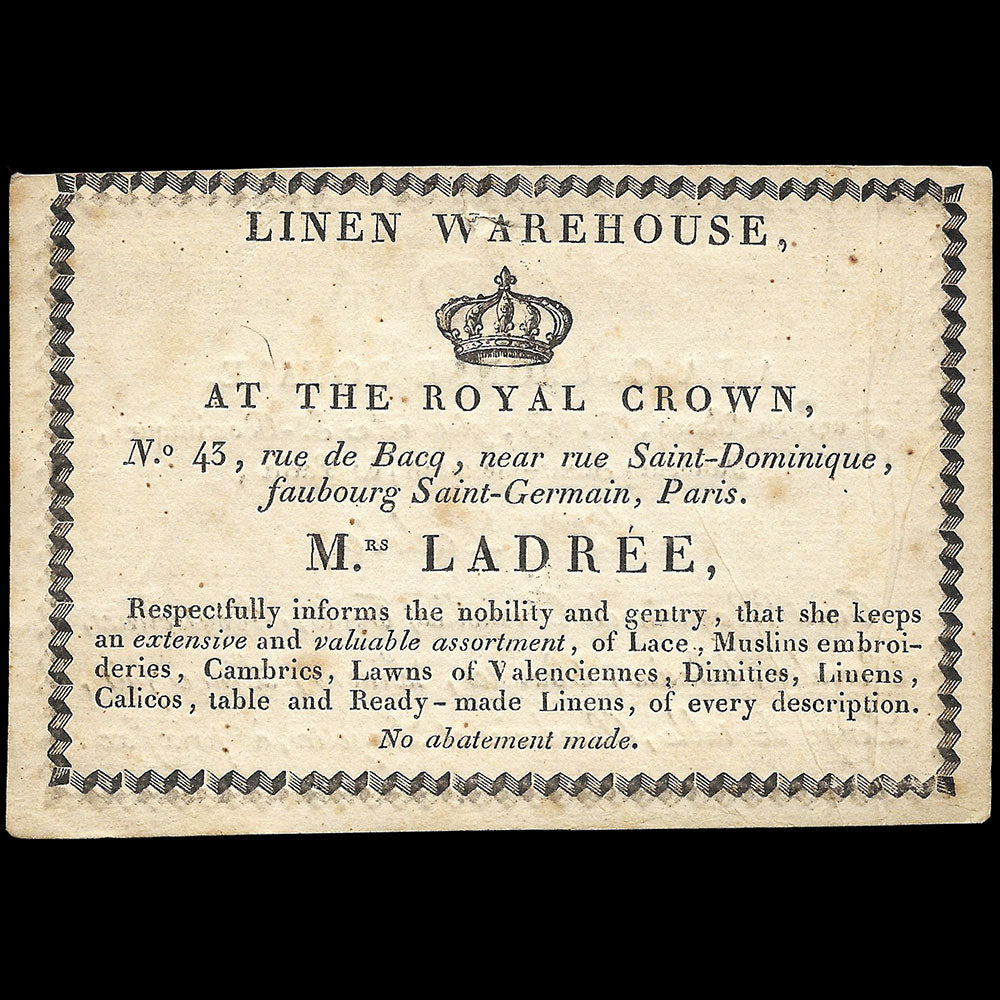 LINEN WAREHOUSE,
AT THE ROYAL CROWN,
N.º 43, rue de Bacq, near rue Saint-Dominique,
faubourg Saint-Germain, Paris.
M.RS LADRÉE,
Respectfully informs the nobility and gentry, that she keeps
an extensive and valuable assortment, of Lace, Muslins embroi-
deries, Cambrics, Lawns of Valenciennes, Dimities, Linens,
Calicos, table and Ready-made Linens, of every description.
No abatement made.